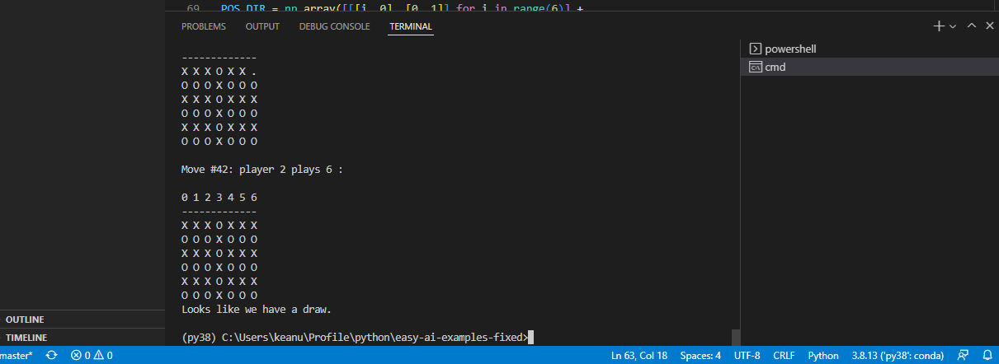 69 POS_DIR = np.array([[[i, 0], [0, 1]] for i in range(6)] +
PROBLEMS OUTPUT DEBUG CONSOLE TERMINAL
powershell
cmd
-------------
X X X O X X .
O O O X O O O
X X X O X X X
O O O X O O O
X X X O X X X
O O O X O O O
Move #42: player 2 plays 6 :
0 1 2 3 4 5 6
-------------
X X X O X X X
O O O X O O O
X X X O X X X
O O O X O O O
X X X O X X X
O O O X O O O
Looks like we have a draw.
(py38) C:\Users\keanu\Profile\python\easy-ai-examples-fixed>
OUTLINE
TIMELINE
master* 0 0 Ln 63, Col 18 Spaces: 4 UTF-8 CRLF Python 3.8.13 ('py38': conda)